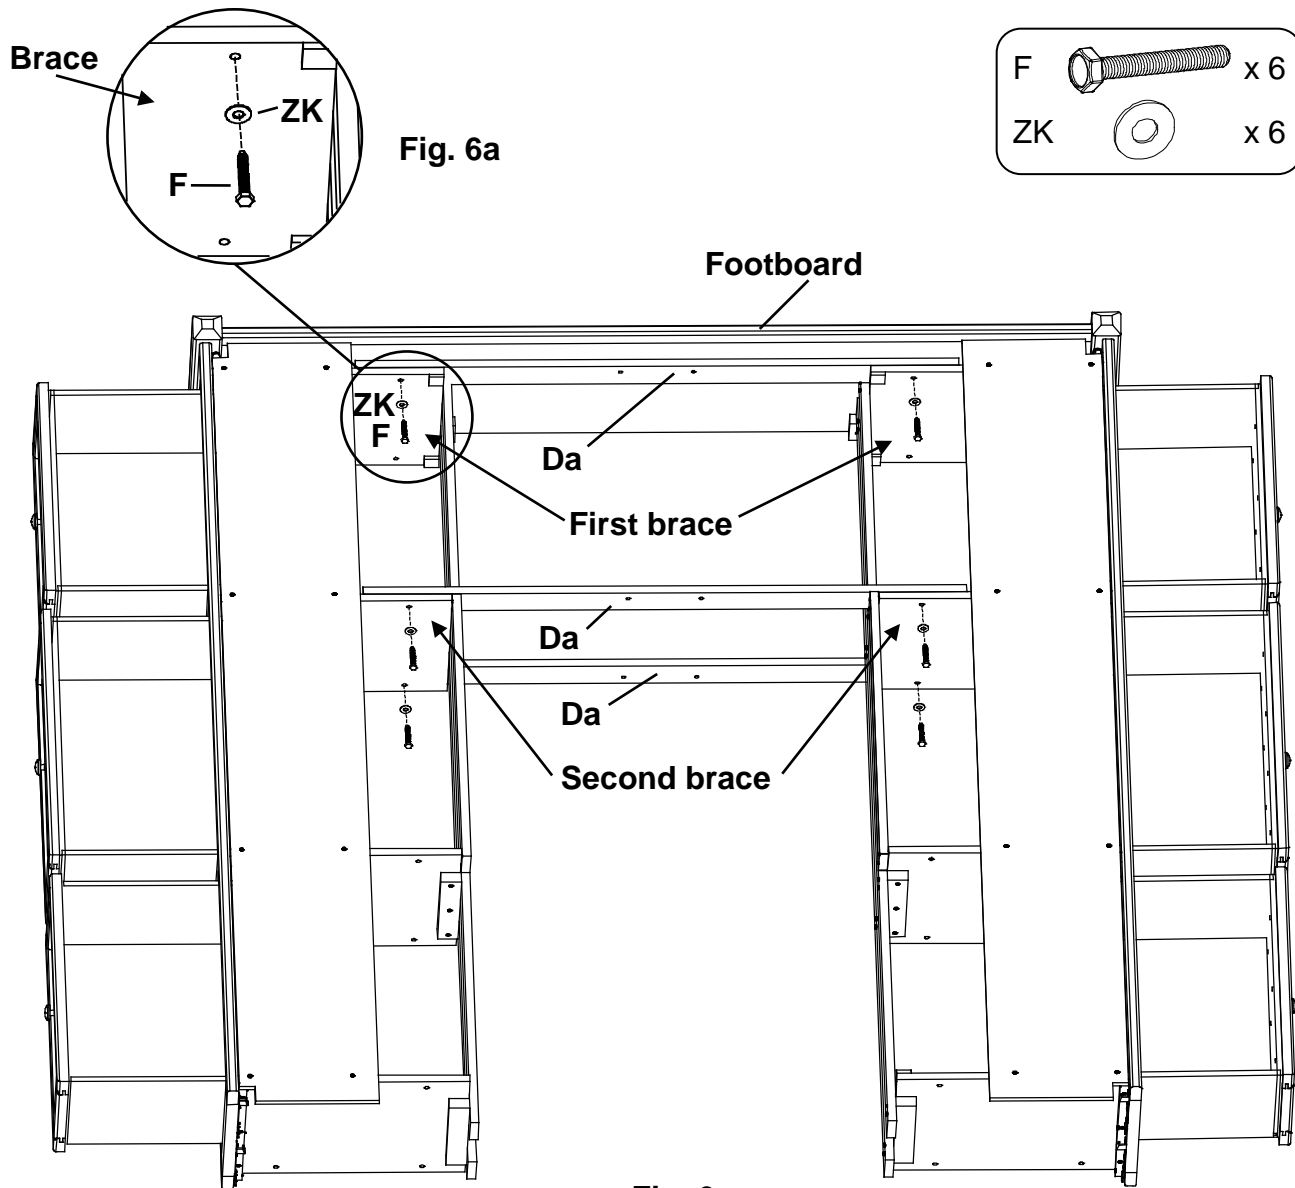 Brace
ZK
F
Fig. 6a
F x 6
ZK x 6
Footboard
ZK
F
Da
First brace
Da
Da
Second brace